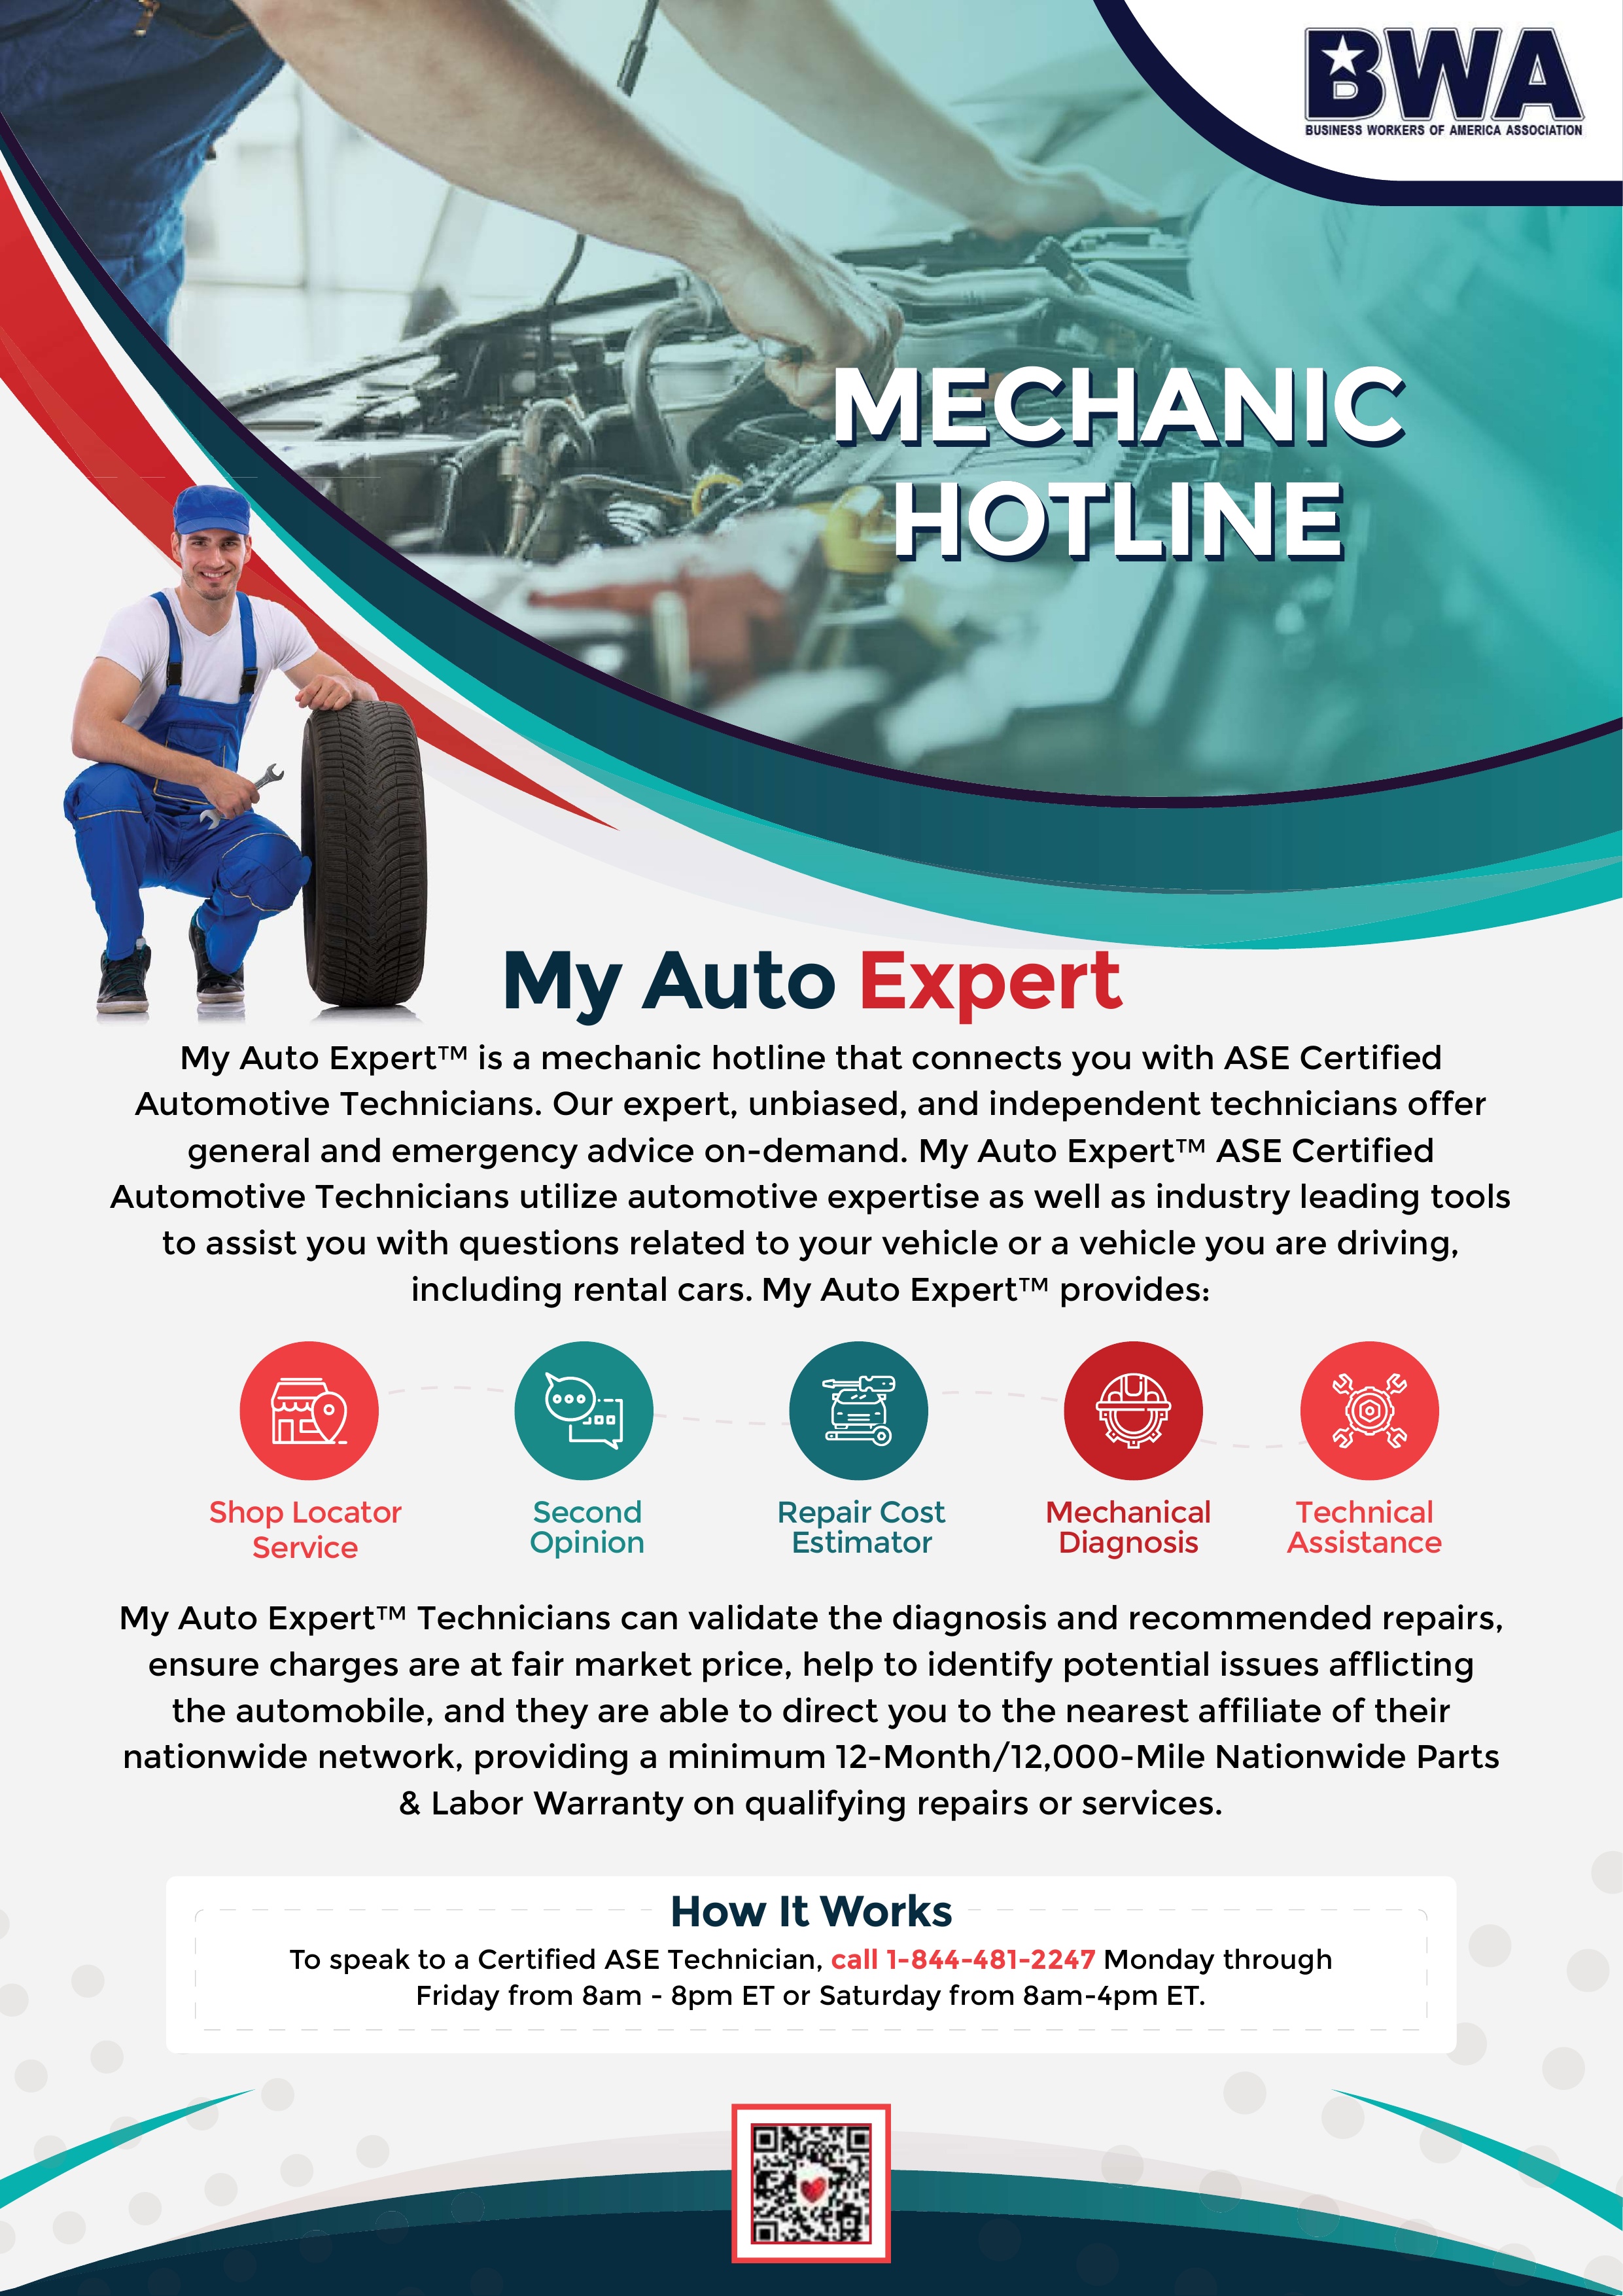 BWA
BUSINESS WORKERS OF AMERICA ASSOCIATION
MECHANIC
HOTLINE
My Auto Expert
My Auto Expert™ is a mechanic hotline that connects you with ASE Certified
Automotive Technicians. Our expert, unbiased, and independent technicians offer
general and emergency advice on-demand. My Auto Expert™ ASE Certified
Automotive Technicians utilize automotive expertise as well as industry leading tools
to assist you with questions related to your vehicle or a vehicle you are driving,
including rental cars. My Auto Expert™ provides:
Shop Locator
Service
Second
Opinion
Repair Cost
Estimator
Mechanical
Diagnosis
Technical
Assistance
My Auto Expert™ Technicians can validate the diagnosis and recommended repairs,
ensure charges are at fair market price, help to identify potential issues afflicting
the automobile, and they are able to direct you to the nearest affiliate of their
nationwide network, providing a minimum 12-Month/12,000-Mile Nationwide Parts
& Labor Warranty on qualifying repairs or services.
How It Works
To speak to a Certified ASE Technician, call 1-844-481-2247 Monday through
Friday from 8am - 8pm ET or Saturday from 8am-4pm ET.